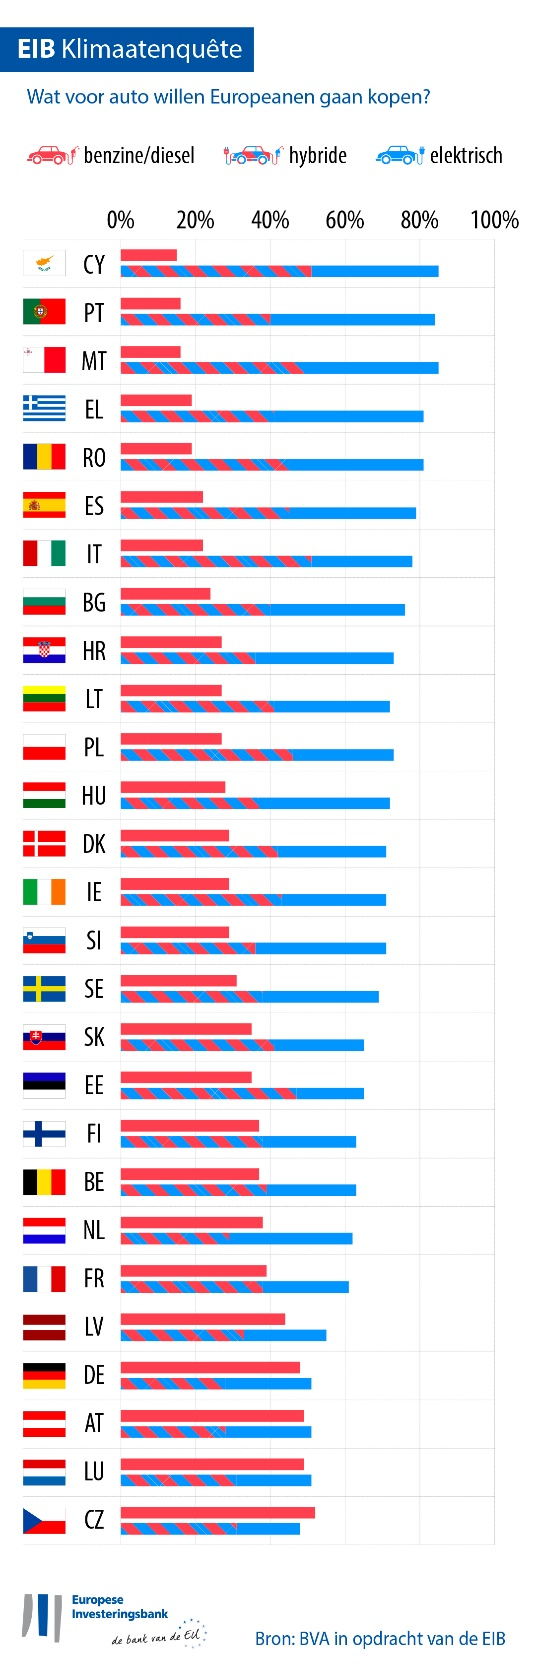 EIB Klimaatenquête
Wat voor auto willen Europeanen gaan kopen?
benzine/diesel hybride elektrisch
0% 20% 40% 60% 80% 100%
CY
PT
MT
EL
RO
ES
IT
BG
HR
LT
PL
HU
DK
IE
SI
SE
SK
EE
FI
BE
NL
FR
LV
DE
AT
LU
CZ
Europese
Investeringsbank
de bank van de EU
Bron: BVA in opdracht van de EIB